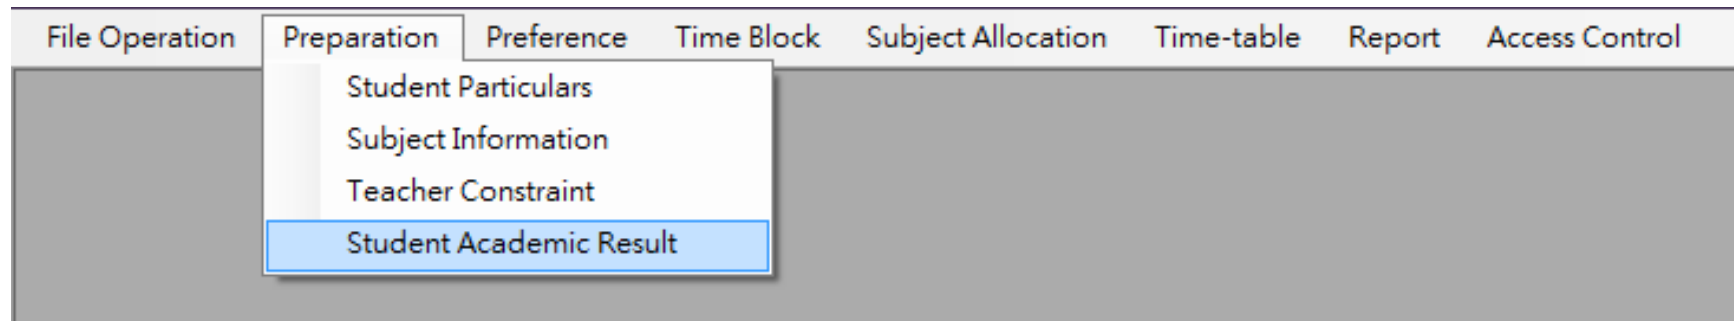 File Operation Preparation Preference Time Block Subject Allocation Time-table Report Access Control
Student Particulars
Subject Information
Teacher Constraint
Student Academic Result